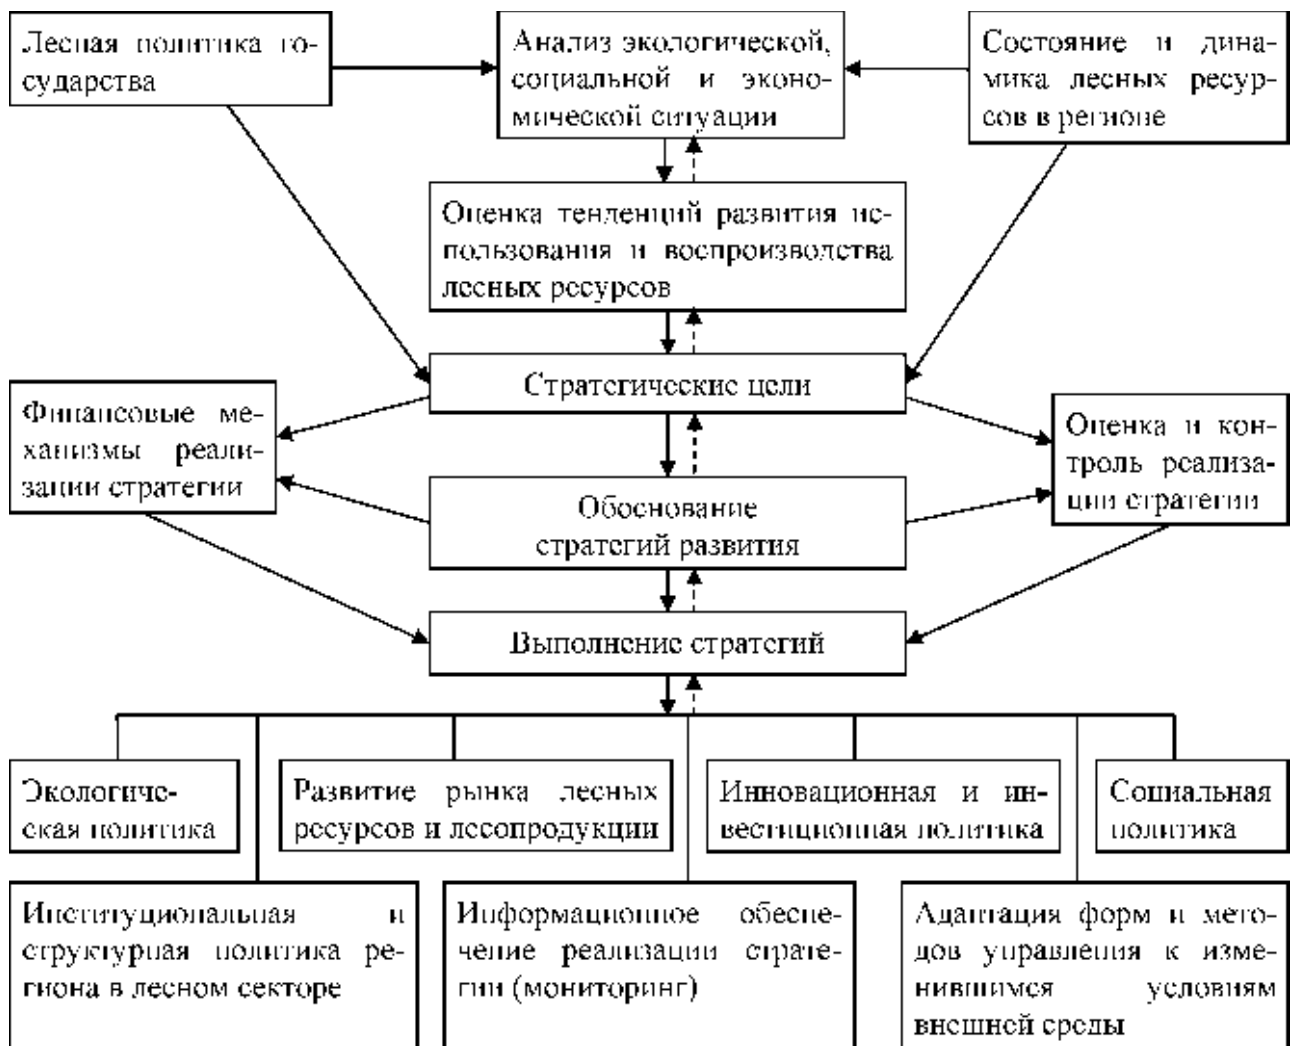 Лесная политика го-
сударства
Анализ экологической,
социальной и эконо-
мической ситуации
Состояние и дина-
мика лесных ресур-
сов в регионе
Оценка тенденций развития ис-
пользования и воспроизводства
лесных ресурсов
Стратегические цели
Финансовые ме-
ханизмы реали-
зации стратегии
Оценка и кон-
троль реализа-
ции стратегии
Обоснование
стратегий развития
Выполнение стратегий
Экологиче-
ская политика
Развитие рынка лесных
ресурсов и лесопродукции
Инновационная и ин-
вестиционная политика
Социальная
политика
Институциональная и
структурная политика ре-
гиона в лесном секторе
Информационное обеспе-
чение реализации страте-
гии (мониторинг)
Адаптация форм и мето-
дов управления к изме-
нившимся условиям
внешней среды